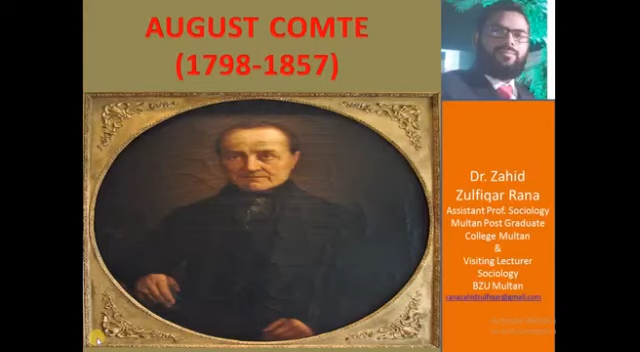 AUGUST COMTE
(1798-1857)
Dr. Zahid
Zulfiqar Rana
Assistant Prof. Sociology
Multan Post Graduate
College Multan
&
Visiting Lecturer
Sociology
BZU Multan
ranazahidzulfiqar@gmail.com